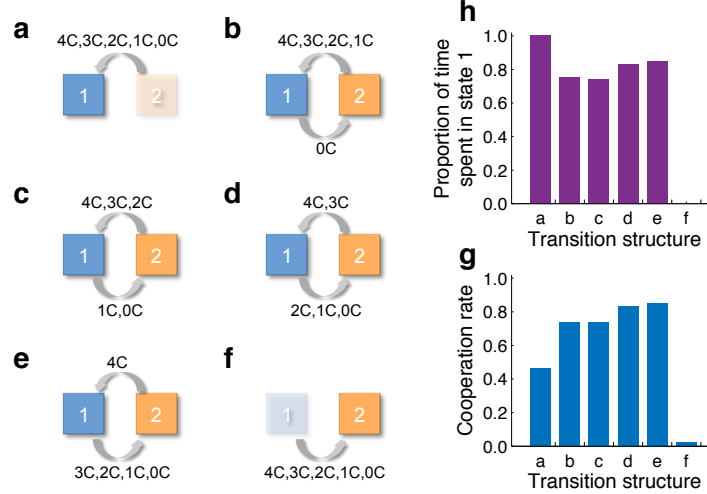 a
4C,3C,2C,1C,0C
1
2
b
4C,3C,2C,1C
1
2
0C
c
4C,3C,2C
1
2
1C,0C
d
4C,3C
1
2
2C,1C,0C
e
4C
1
2
3C,2C,1C,0C
f
1
2
4C,3C,2C,1C,0C
h
Proportion of time
spent in state 1
1.0
0.8
0.6
0.4
0.2
0.0
a b c d e f
Transition structure
g
Cooperation rate
1.0
0.8
0.6
0.4
0.2
0.0
a b c d e f
Transition structure